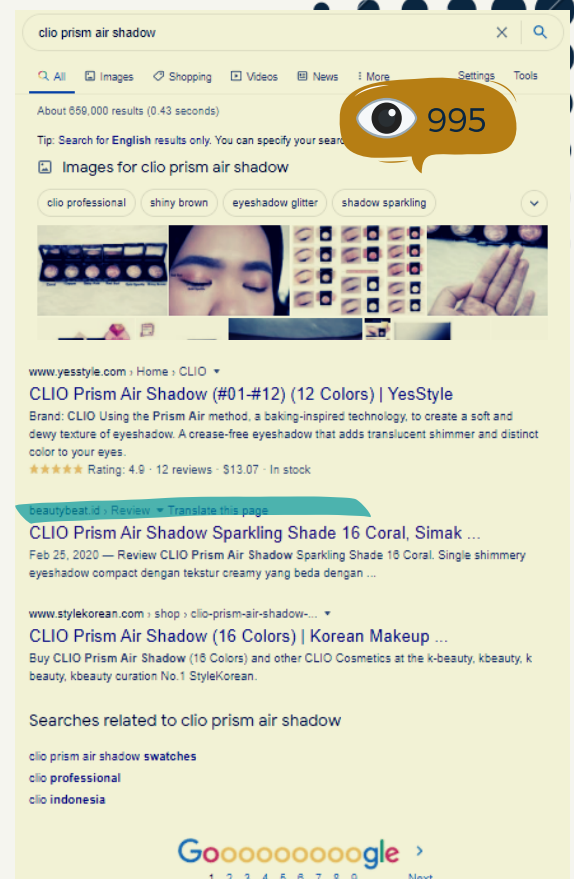 clio prism air shadow
All Images Shopping Videos News More Settings Tools
About 659,000 results (0.43 seconds)
995
Tip: Search for English results only. You can specify your
Images for clio prism air shadow
clio professional shiny brown eyeshadow glitter shadow sparkling
www.yesstyle.com › Home › CLIO
CLIO Prism Air Shadow (#01-#12) (12 Colors) | YesStyle
Brand: CLIO Using the Prism Air method, a baking-inspired technology, to create a soft and
dewy texture of eyeshadow. A crease-free eyeshadow that adds translucent shimmer and distinct
color to your eyes.
Rating: 4.9 · 12 reviews · $13.07 · In stock
beautybeat.id › Review Translate this page
CLIO Prism Air Shadow Sparkling Shade 16 Coral, Simak ...
Feb 25, 2020 — Review CLIO Prism Air Shadow Sparkling Shade 16 Coral. Single shimmery
eyeshadow compact dengan tekstur creamy yang beda dengan ...
www.stylekorean.com › shop › clio-prism-air-shadow-...
CLIO Prism Air Shadow (16 Colors) | Korean Makeup ...
Buy CLIO Prism Air Shadow (16 Colors) and other CLIO Cosmetics at the k-beauty, kbeauty, k
beauty, kbeauty curation No.1 StyleKorean.
Searches related to clio prism air shadow
clio prism air shadow swatches
clio professional
clio indonesia
Goooooooooogle
1 2 3 4 5 6 7 8 9 Next